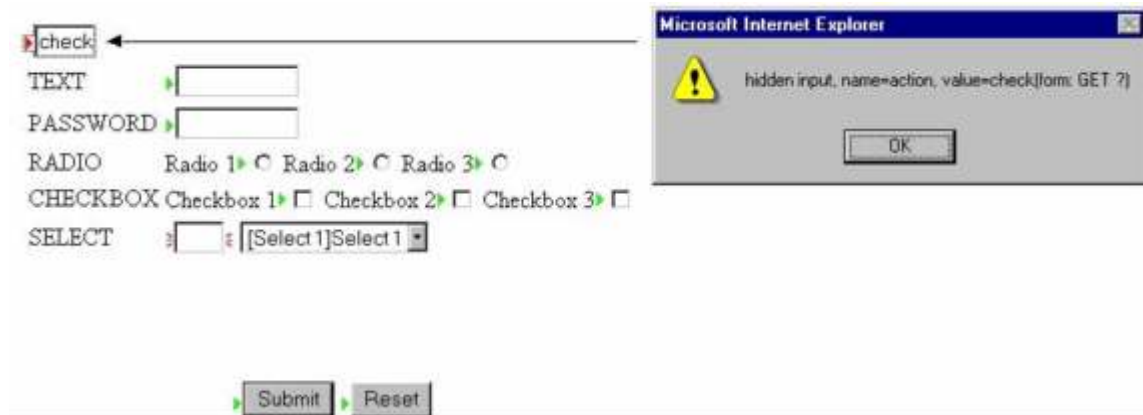 check
TEXT
PASSWORD
RADIO Radio 1 Radio 2 Radio 3
CHECKBOX Checkbox 1 Checkbox 2 Checkbox 3
SELECT [Select 1]Select 1
Submit Reset
Microsoft Internet Explorer
hidden input, name=action, value=check(form: GET ?)
OK